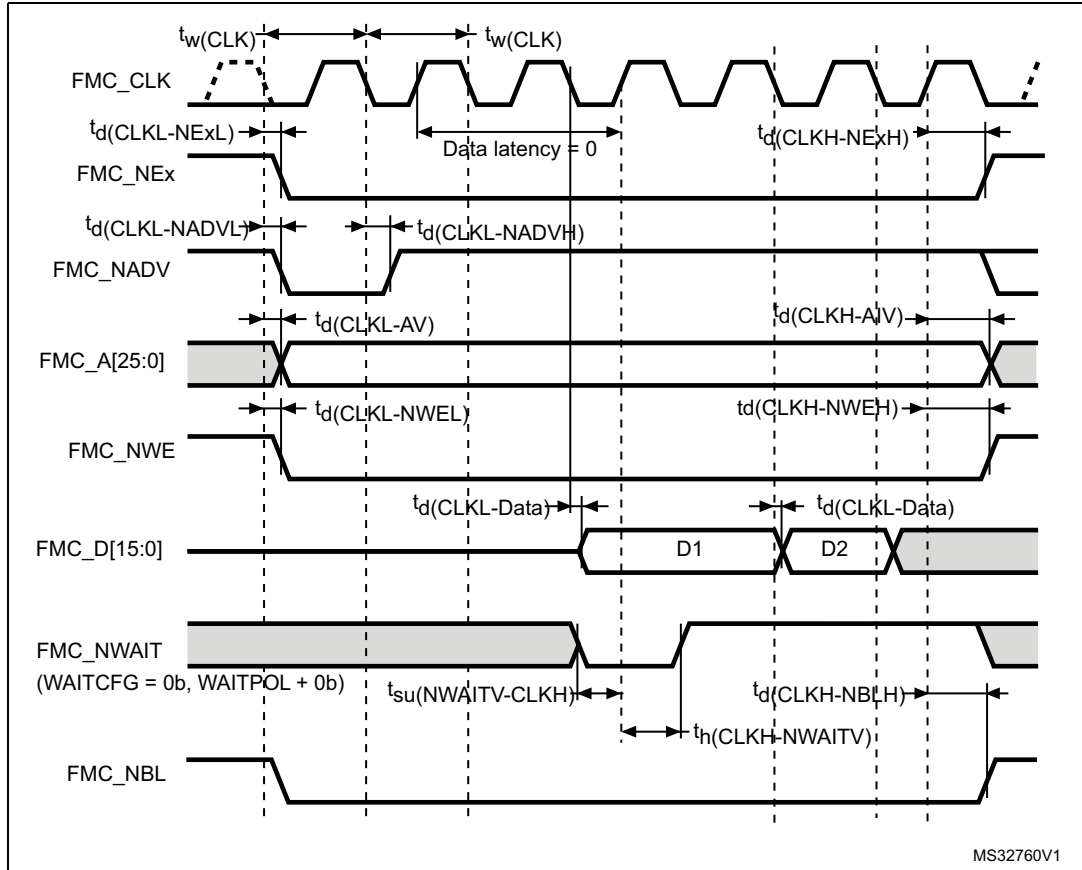 tw(CLK) tw(CLK)
FMC_CLK
td(CLKL-NExL) Data latency = 0 td(CLKH-NExH)
FMC_NEx
td(CLKL-NADVL) td(CLKL-NADVH)
FMC_NADV
td(CLKL-AV) td(CLKH-AIV)
FMC_A[25:0]
td(CLKL-NWEL) td(CLKH-NWEH)
FMC_NWE
td(CLKL-Data) td(CLKL-Data)
FMC_D[15:0] D1 D2
FMC_NWAIT
(WAITCFG = 0b, WAITPOL + 0b)
tsu(NWAITV-CLKH) td(CLKH-NBLH)
th(CLKH-NWAITV)
FMC_NBL
MS32760V1